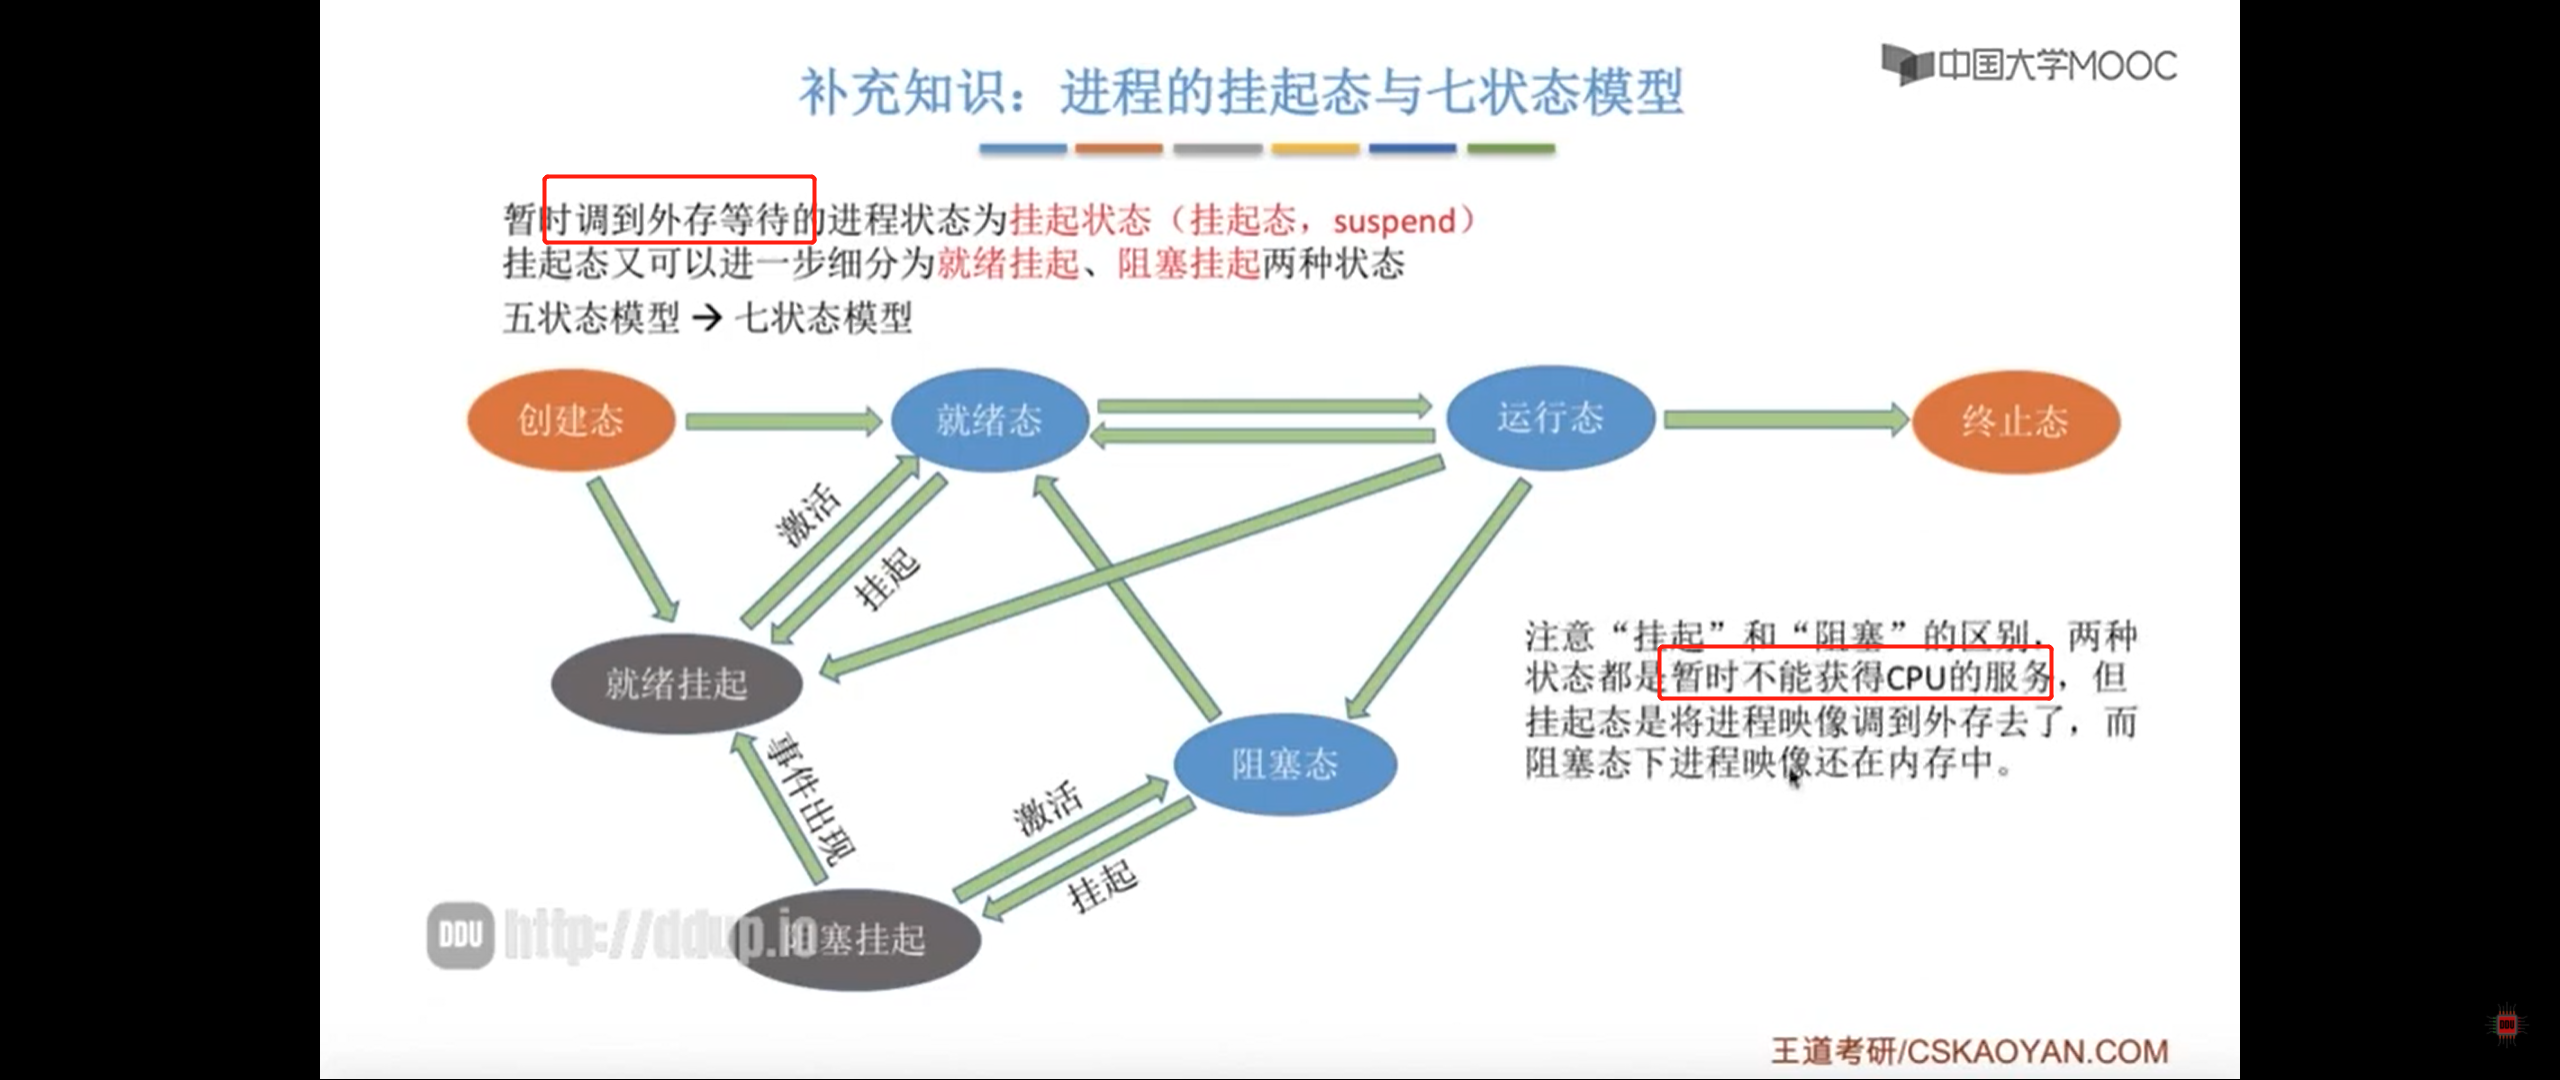 中国大学MOOC
补充知识：进程的挂起态与七状态模型
暂时调到外存等待的进程状态为挂起状态（挂起态，suspend）
挂起态又可以进一步细分为就绪挂起、阻塞挂起两种状态
五状态模型→七状态模型
创建态
就绪态
运行态
终止态
激活
挂起
就绪挂起
注意“挂起”和“阻塞”的区别，两种
状态都是暂时不能获得CPU的服务，但
挂起态是将进程映像调到外存去了，而
阻塞态下进程映像还在内存中。
事件出现
阻塞态
激活
挂起
DDU http://ddup.io
阻塞挂起
王道考研/CSKAOYAN.COM
DDU